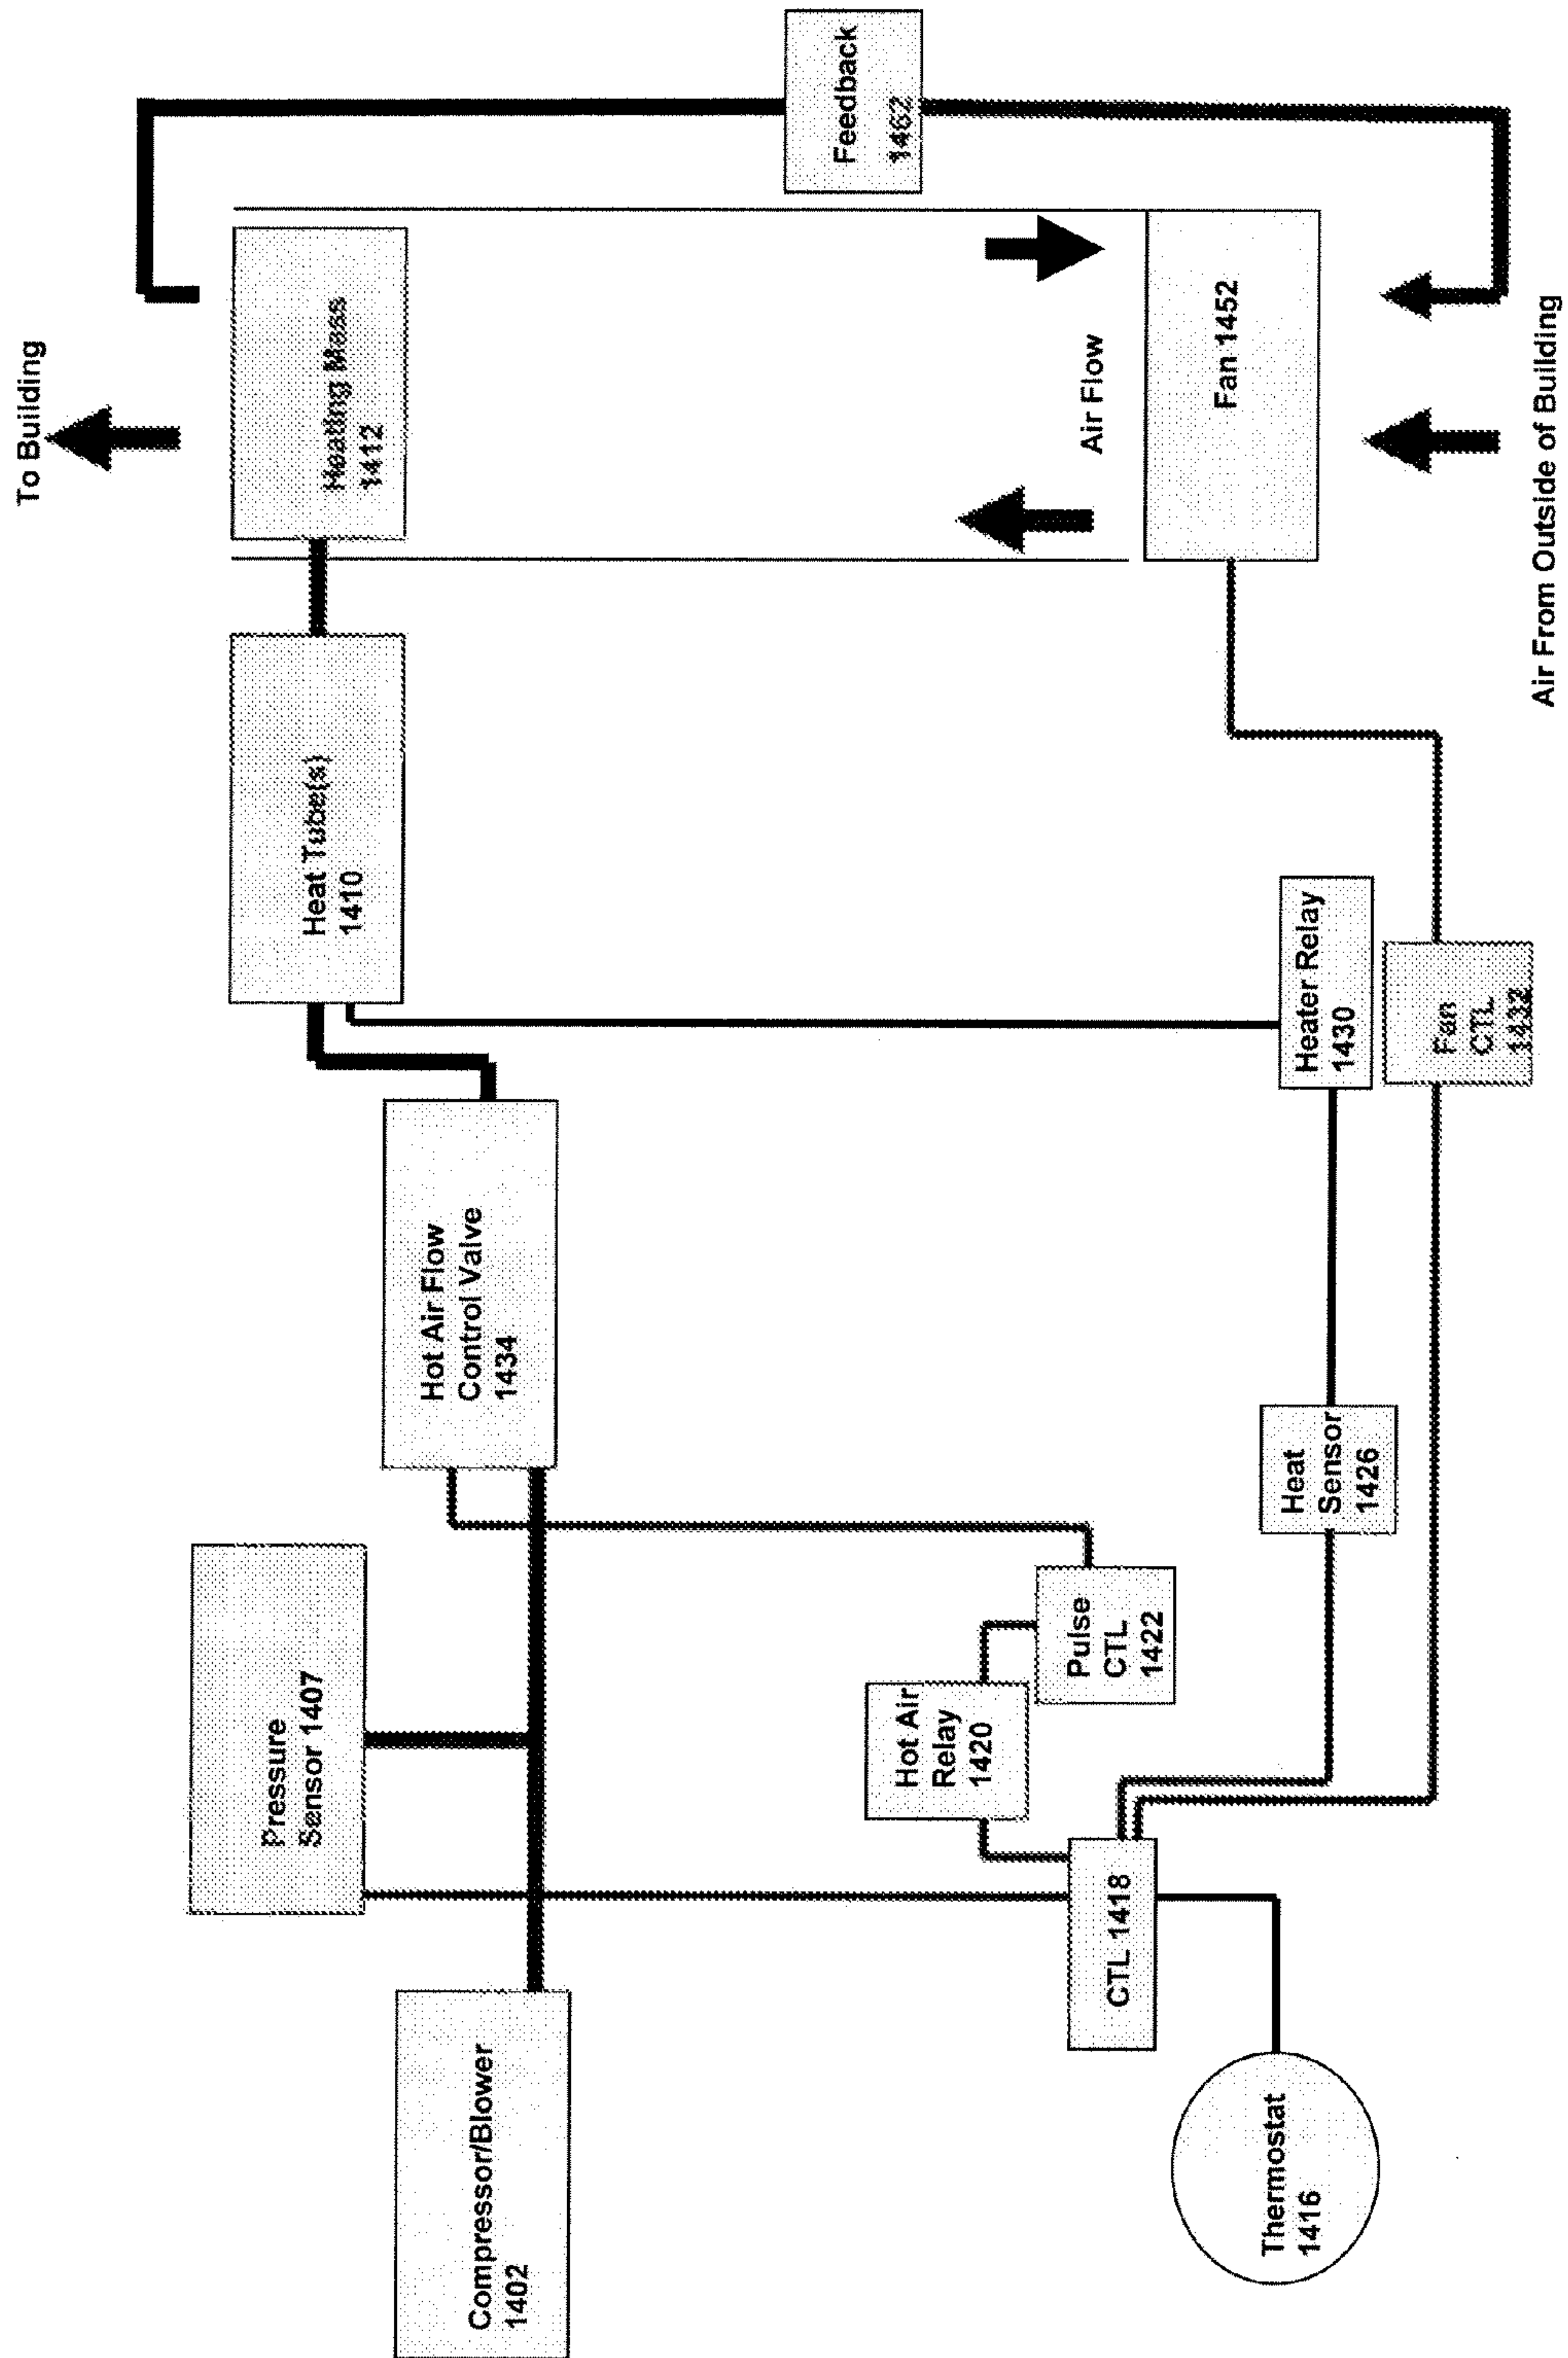 To Building
Heating Mass
1412
Feedback
1462
Heat Tube(s)
1410
Air Flow
Fan 1452
Air From Outside of Building
Hot Air Flow
Control Valve
1434
Heater Relay
1430
Fan
CTL
1432
Pressure
Sensor 1407
Heat
Sensor
1426
Pulse
CTL
1422
Hot Air
Relay
1420
CTL 1418
Compressor/Blower
1402
Thermostat
1416